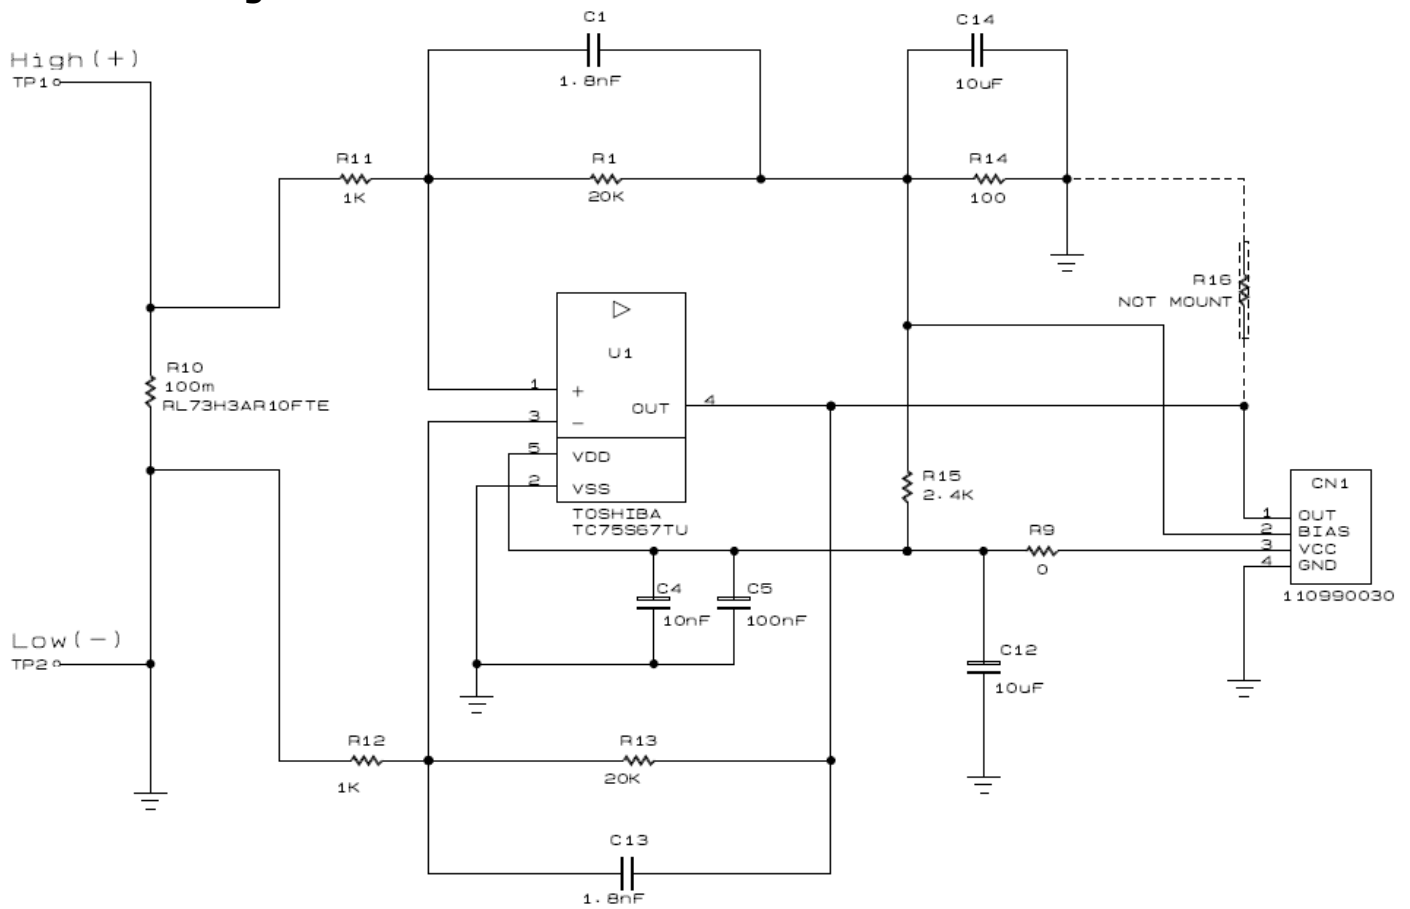 C1
1.8nF
C14
10uF
High(+)
TP1
R11
1K
R1
20K
R14
100
R16
NOT MOUNT
U1
R10
100m
RL73H3AR10FTE
1
+
3
-
OUT
4
5
VDD
2
VSS
TOSHIBA
TC75S67TU
R15
2.4K
CN1
1 OUT
2 BIAS
3 VCC
4 GND
110990030
R9
0
C4
10nF
C5
100nF
C12
10uF
Low(-)
TP2
R12
1K
R13
20K
C13
1.8nF